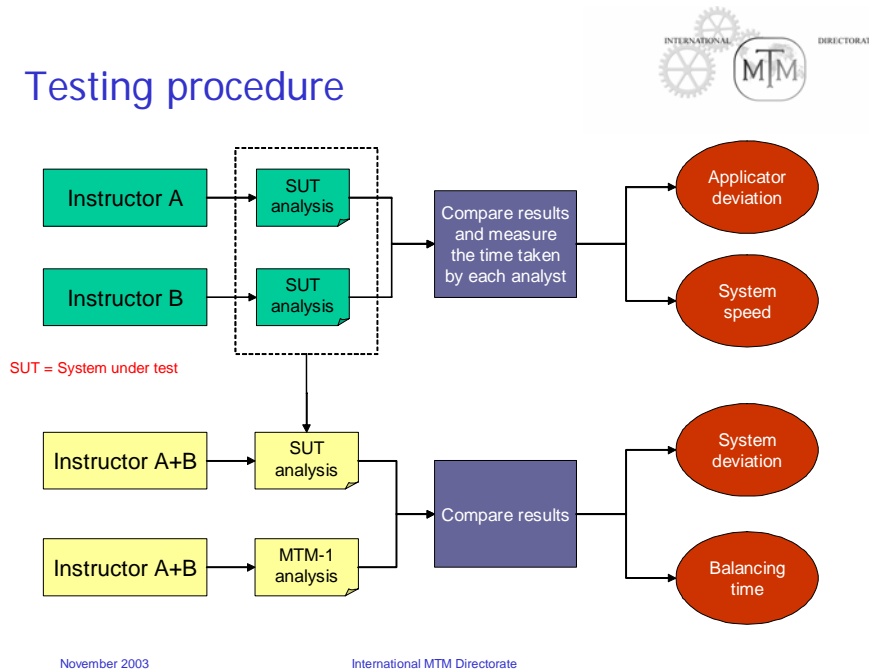 INTERNATIONAL
DIRECTORAT
MTM
Testing procedure
Instructor A
SUT
analysis
Instructor B
SUT
analysis
Compare results
and measure
the time taken
by each analyst
Applicator
deviation
System
speed
SUT = System under test
Instructor A+B
SUT
analysis
Instructor A+B
MTM-1
analysis
Compare results
System
deviation
Balancing
time
November 2003
International MTM Directorate